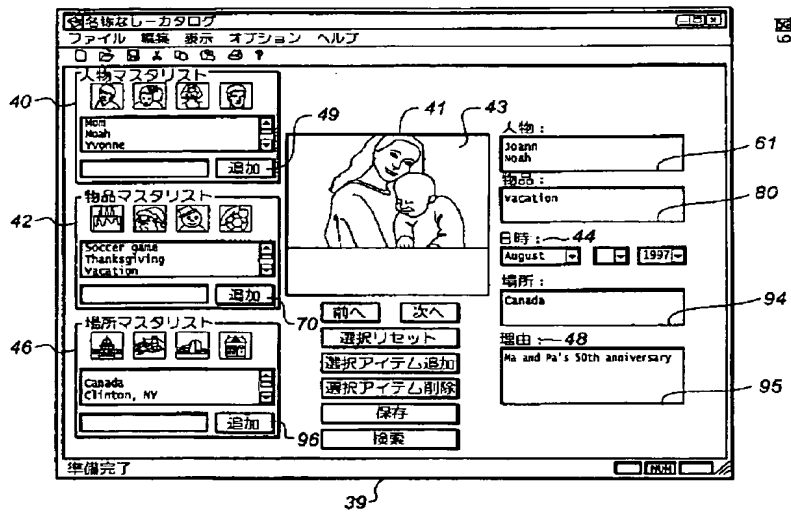 名称なしーカタログ
ファイル 編集 表示 オプション ヘルプ
人物マスタリスト
Mom
Noah
Yvonne
追加
物品マスタリスト
Soccer game
Thanksgiving
Vacation
追加
場所マスタリスト
Canada
Clinton, NY
追加
前へ 次へ
選択リセット
選択アイテム追加
選択アイテム削除
保存
検索
人物:
Joann
Noah
物品:
Vacation
日時:
August 1997
場所:
Canada
理由:
Ma and Pa's 50th anniversary
準備完了
NUM
40
42
46
49
70
96
41
43
61
80
44
94
48
95
39
図9